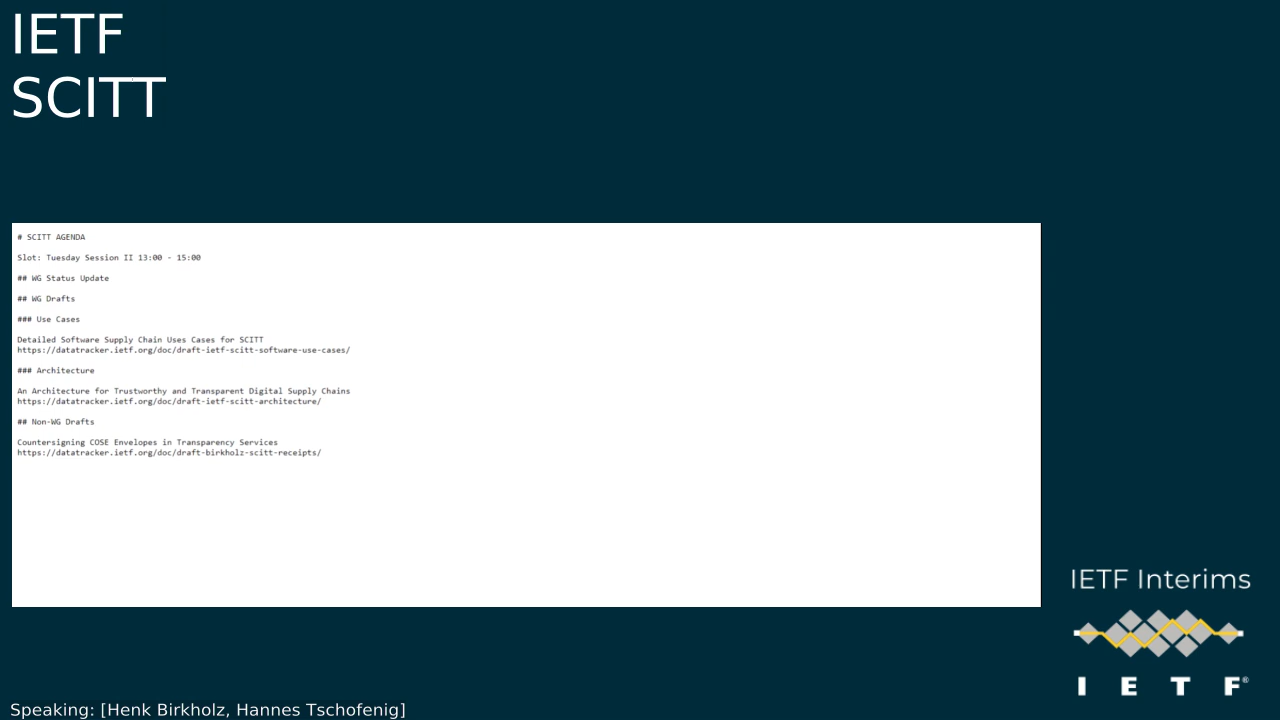 IETF
SCITT
# SCITT AGENDA
Slot: Tuesday Session II 13:00 - 15:00
## WG Status Update
## WG Drafts
### Use Cases
Detailed Software Supply Chain Uses Cases for SCITT
https://datatracker.ietf.org/doc/draft-ietf-scitt-software-use-cases/
### Architecture
An Architecture for Trustworthy and Transparent Digital Supply Chains
https://datatracker.ietf.org/doc/draft-ietf-scitt-architecture/
## Non-WG Drafts
Countersigning COSE Envelopes in Transparency Services
https://datatracker.ietf.org/doc/draft-birkholz-scitt-receipts/
IETF Interims
I E T F®
Speaking: [Henk Birkholz, Hannes Tschofenig]